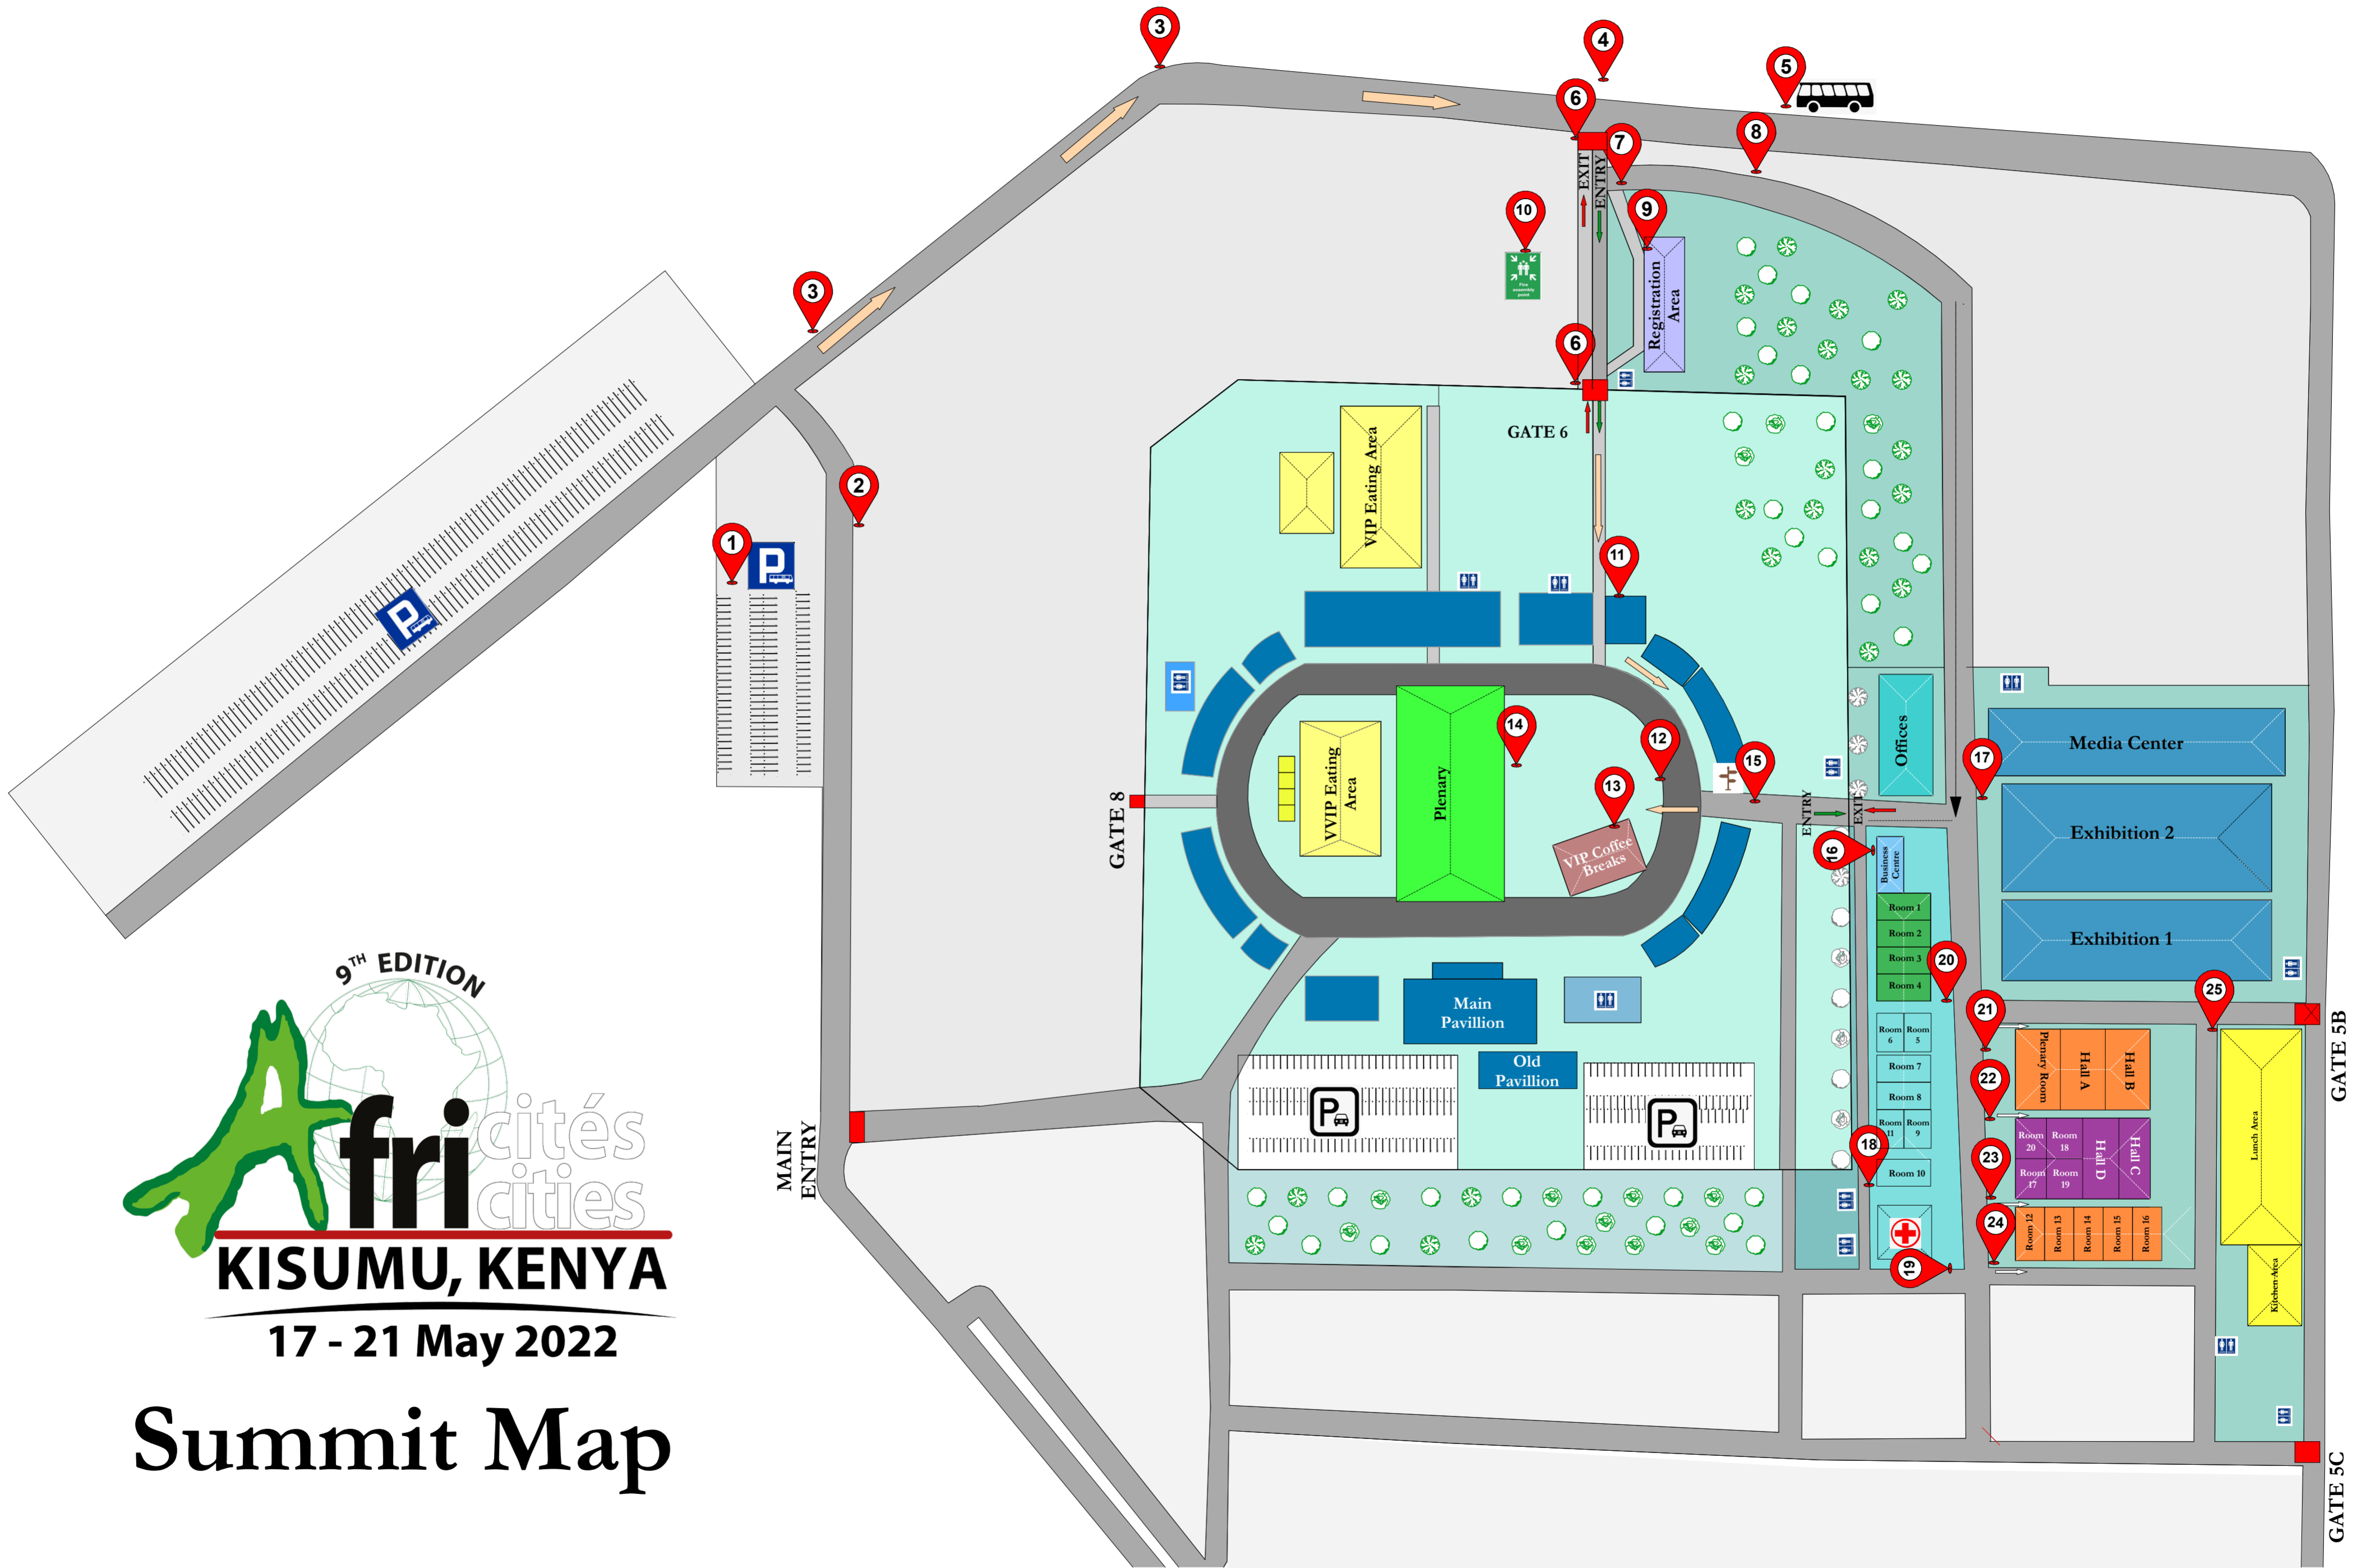 3
4
5
6
7
8
EXIT
ENTRY
10
Fire
assembly
point
9
Registration
Area
3
6
GATE 6
2
1
P
P
VIP Eating Area
11
14
12
15
13
Offices
17
Media Center
VVIP Eating
Area
Plenary
VIP Coffee
Breaks
GATE 8
ENTRY
EXIT
16
Business
Centre
Exhibition 2
Exhibition 1
Room 1
Room 2
Room 3
Room 4
20
25
21
Room
6
Room
5
Room 7
Room 8
Room
11
Room
9
Room 10
18
19
22
23
24
Plenary Room
Hall A
Hall B
Room
20
Room
18
Room
17
Room
19
Hall D
Hall C
Room 12
Room 13
Room 14
Room 15
Room 16
Lunch Area
Kitchen Area
GATE 5B
GATE 5C
Main
Pavillion
Old
Pavillion
P
P
MAIN
ENTRY
9TH EDITION
Africités
cities
KISUMU, KENYA
17 - 21 May 2022
Summit Map